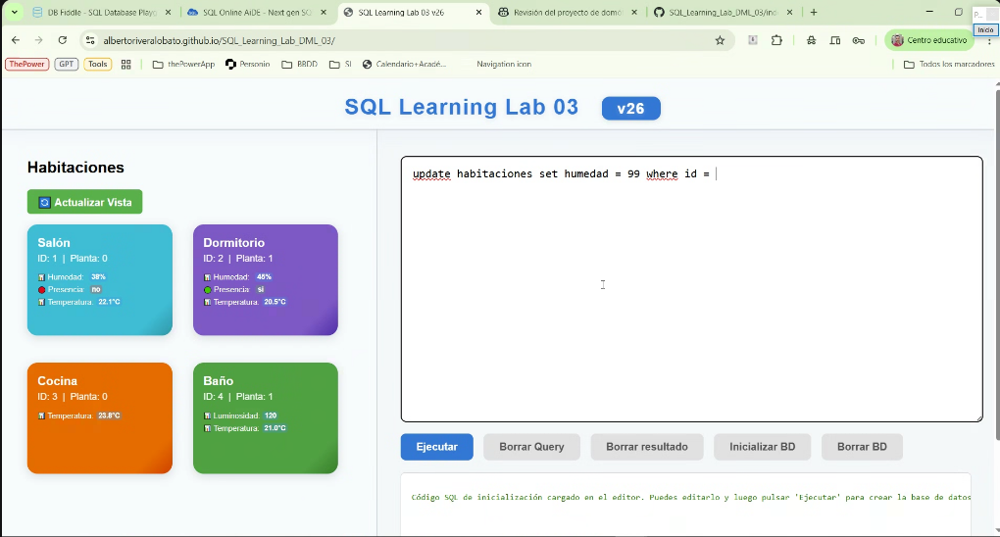 DB Fiddle - SQL Database Playg
SQL Online AiDE - Next gen SQ
SQL Learning Lab 03 v26
Revisión del proyecto de domót
SQL_Learning_Lab_DML_03/ind
P...
Inicio
albertoriveralobato.github.io/SQL_Learning_Lab_DML_03/
Centro educativo
ThePower
GPT
Tools
thePowerApp
Personio
BBDD
SI
Calendario+Acadé...
Navigation icon
Todos los marcadores
SQL Learning Lab 03 v26
Habitaciones
Actualizar Vista
Salón
ID: 1 | Planta: 0
Humedad: 38%
Presencia: no
Temperatura: 22.1°C
Dormitorio
ID: 2 | Planta: 1
Humedad: 46%
Presencia: si
Temperatura: 20.5°C
Cocina
ID: 3 | Planta: 0
Temperatura: 23.8°C
Baño
ID: 4 | Planta: 1
Luminosidad: 120
Temperatura: 21.0°C
update habitaciones set humedad = 99 where id =
Ejecutar
Borrar Query
Borrar resultado
Inicializar BD
Borrar BD
Código SQL de inicialización cargado en el editor. Puedes editarlo y luego pulsar 'Ejecutar' para crear la base de datos